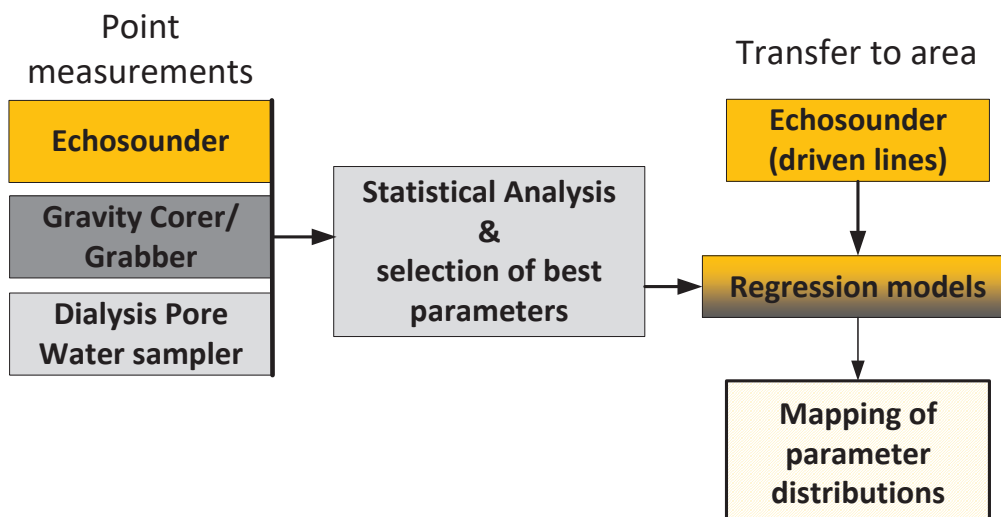 Point
measurements
Echosounder
Gravity Corer/
Grabber
Dialysis Pore
Water sampler
Statistical Analysis
&
selection of best
parameters
Transfer to area
Echosounder
(driven lines)
Regression models
Mapping of
parameter
distributions